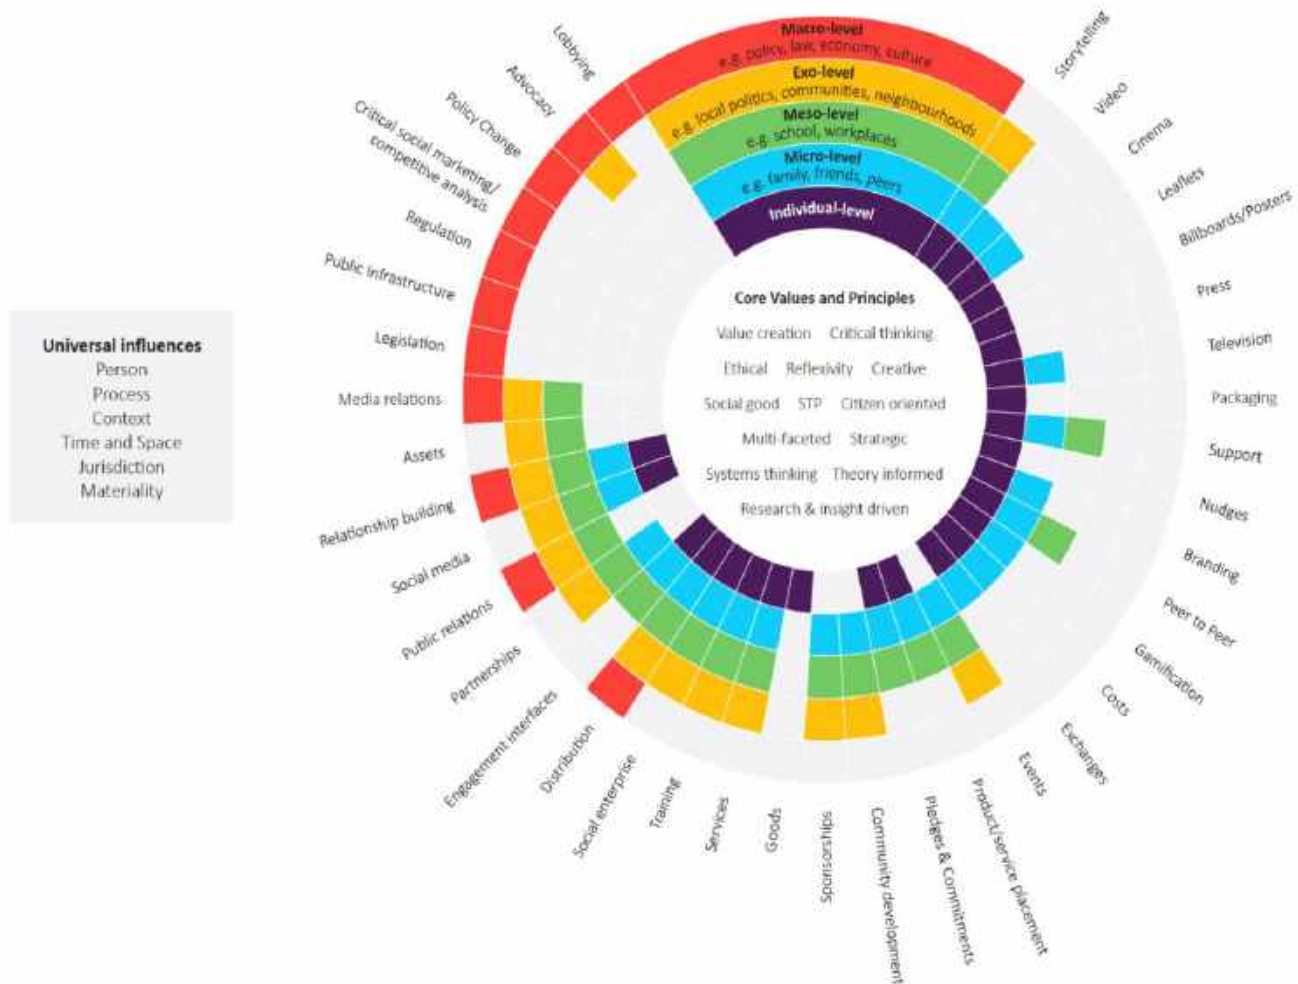 Macro-level
e.g. policy, law, economy, culture
Exo-level
e.g. local politics, communities, neighbourhoods
Meso-level
e.g. school, workplaces
Micro-level
e.g. family, friends, peers
Individual-level
Storytelling
Video
Cinema
Leaflets
Billboards/Posters
Press
Television
Packaging
Support
Nudges
Branding
Peer to Peer
Gamification
Costs
Exchanges
Events
Product/service placement
Pledges & Commitments
Community development
Sponsorships
Goods
Services
Training
Social enterprise
Distribution
Engagement interfaces
Partnerships
Public relations
Social media
Relationship building
Assets
Media relations
Legislation
Public infrastructure
Regulation
Critical social marketing/
competitive analysis
Policy Change
Advocacy
Lobbying
Core Values and Principles
Value creation Critical thinking
Ethical Reflexivity Creative
Social good STP Citizen oriented
Multi-faceted Strategic
Systems thinking Theory informed
Research & insight driven
Universal influences
Person
Process
Context
Time and Space
Jurisdiction
Materiality